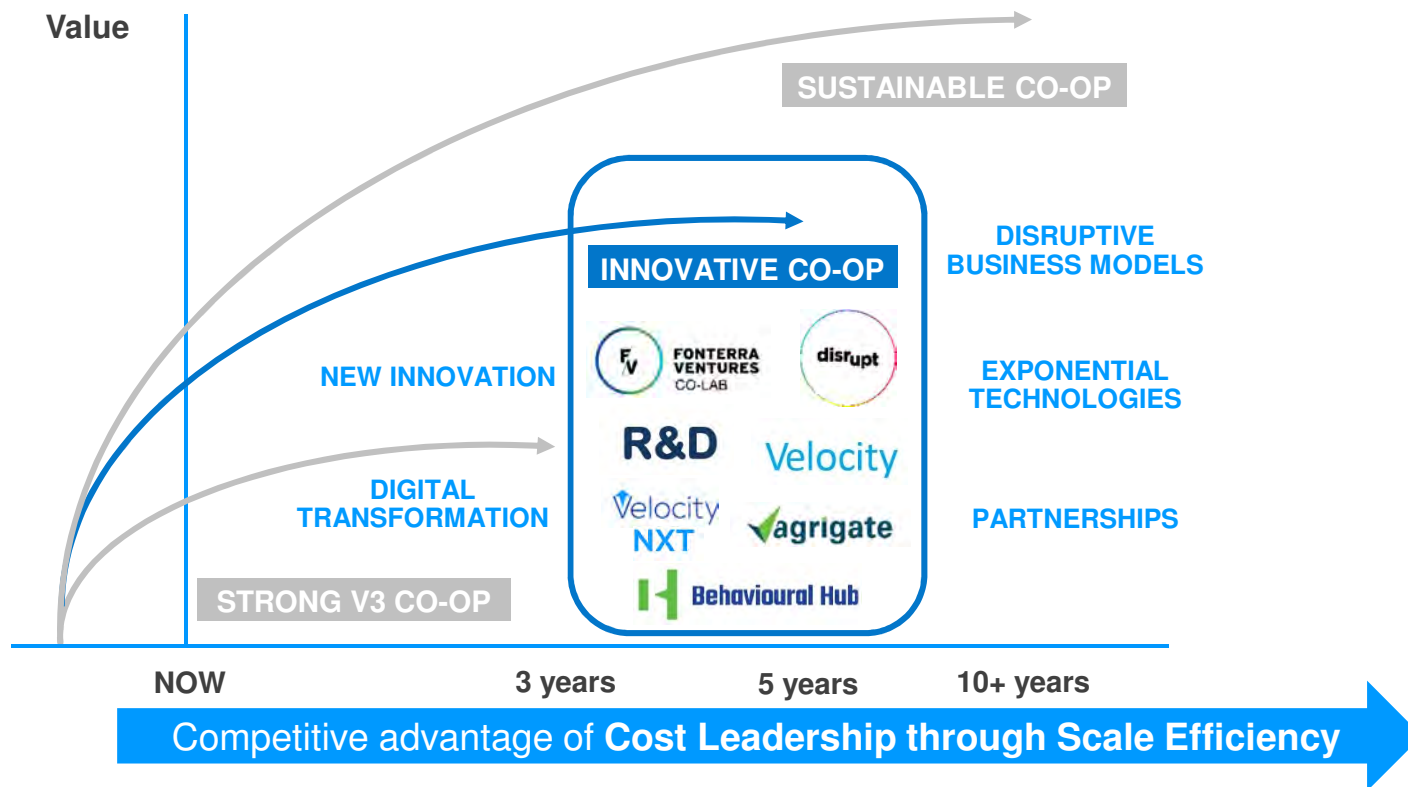 Value
SUSTAINABLE CO-OP
INNOVATIVE CO-OP
DISRUPTIVE
BUSINESS MODELS
F/V
FONTERRA
VENTURES
CO-LAB
disrupt
NEW INNOVATION
EXPONENTIAL
TECHNOLOGIES
R&D
Velocity
DIGITAL
TRANSFORMATION
Velocity
NXT
agrigate
PARTNERSHIPS
Behavioural Hub
STRONG V3 CO-OP
NOW
3 years
5 years
10+ years
Competitive advantage of Cost Leadership through Scale Efficiency